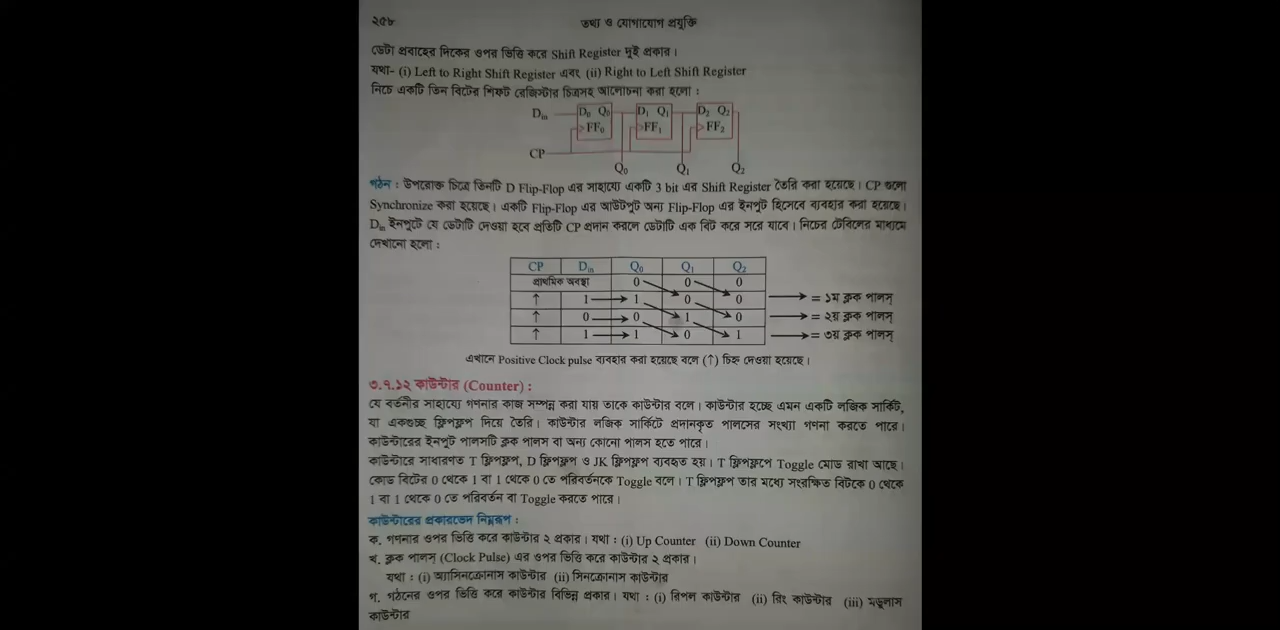 ২৫৮ তথ্য ও যোগাযোগ প্রযুক্তি
ডেটা প্রবাহের দিকের ওপর ভিত্তি করে Shift Register দুই প্রকার।
যথা– (i) Left to Right Shift Register এবং (ii) Right to Left Shift Register
নিচে একটি তিন বিটের শিফট রেজিস্টার চিত্রসহ আলোচনা করা হলো :
Din D₀ Q₀ D₁ Q₁ D₂ Q₂
FF₀ FF₁ FF₂
CP
Q₀ Q₁ Q₂
গঠন : উপরোক্ত চিত্রে তিনটি D Flip-Flop এর সাহায্যে একটি 3 bit এর Shift Register তৈরি করা হয়েছে। CP গুলো
Synchronize করা হয়েছে। একটি Flip-Flop এর আউটপুট অন্য Flip-Flop এর ইনপুট হিসেবে ব্যবহার করা হয়েছে।
Din ইনপুটে যে ডেটাটি দেওয়া হবে প্রতিটি CP প্রদান করলে ডেটাটি এক বিট করে সরে যাবে। নিচের টেবিলের মাধ্যমে
দেখানো হলো :
CP Din Q₀ Q₁ Q₂
প্রাথমিক অবস্থা 0 0 0
↑ 1 1 0 0 = ১ম ক্লক পালস্
↑ 0 0 1 0 = ২য় ক্লক পালস্
↑ 1 1 0 1 = ৩য় ক্লক পালস্
এখানে Positive Clock pulse ব্যবহার করা হয়েছে বলে (↑) চিহ্ন দেওয়া হয়েছে।
৩.৭.১২ কাউন্টার (Counter) :
যে বর্তনীর সাহায্যে গণনার কাজ সম্পন্ন করা যায় তাকে কাউন্টার বলে। কাউন্টার হচ্ছে এমন একটি লজিক সার্কিট,
যা একগুচ্ছ ফ্লিপফ্লপ দিয়ে তৈরি। কাউন্টার লজিক সার্কিটে প্রদানকৃত পালসের সংখ্যা গণনা করতে পারে।
কাউন্টারের ইনপুট পালসটি ক্লক পালস বা অন্য কোনো পালস হতে পারে।
কাউন্টারে সাধারণত T ফ্লিপফ্লপ, D ফ্লিপফ্লপ ও JK ফ্লিপফ্লপ ব্যবহৃত হয়। T ফ্লিপফ্লপে Toggle মোড রাখা আছে।
কোড বিটের 0 থেকে 1 বা 1 থেকে 0 তে পরিবর্তনকে Toggle বলে। T ফ্লিপফ্লপ তার মধ্যে সংরক্ষিত বিটকে 0 থেকে
1 বা 1 থেকে 0 তে পরিবর্তন বা Toggle করতে পারে।
কাউন্টারের প্রকারভেদ নিম্নরূপ :
ক. গণনার ওপর ভিত্তি করে কাউন্টার ২ প্রকার। যথা : (i) Up Counter (ii) Down Counter
খ. ক্লক পালস্ (Clock Pulse) এর ওপর ভিত্তি করে কাউন্টার ২ প্রকার।
যথা : (i) অ্যাসিনক্রোনাস কাউন্টার (ii) সিনক্রোনাস কাউন্টার
গ. গঠনের ওপর ভিত্তি করে কাউন্টার বিভিন্ন প্রকার। যথা : (i) রিপল কাউন্টার (ii) রিং কাউন্টার (iii) মডুলাস
কাউন্টার